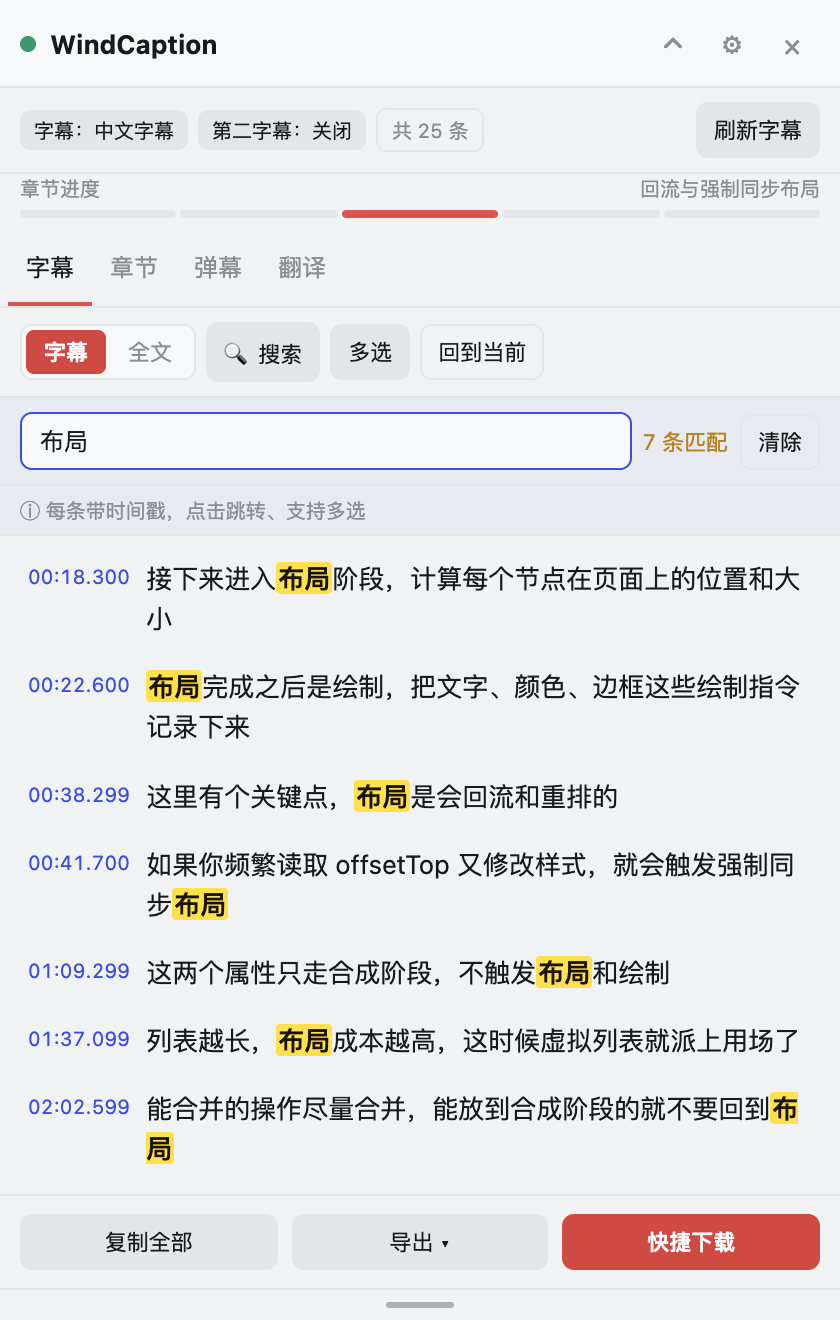 WindCaption
字幕：中文字幕 第二字幕：关闭 共 25 条 刷新字幕
章节进度 回流与强制同步布局
字幕 章节 弹幕 翻译
字幕 全文 🔍 搜索 多选 回到当前
布局 7 条匹配 清除
ⓘ 每条带时间戳，点击跳转、支持多选
00:18.300 接下来进入布局阶段，计算每个节点在页面上的位置和大
小
00:22.600 布局完成之后是绘制，把文字、颜色、边框这些绘制指令
记录下来
00:38.299 这里有个关键点，布局是会回流和重排的
00:41.700 如果你频繁读取 offsetTop 又修改样式，就会触发强制同
步布局
01:09.299 这两个属性只走合成阶段，不触发布局和绘制
01:37.099 列表越长，布局成本越高，这时候虚拟列表就派上用场了
02:02.599 能合并的操作尽量合并，能放到合成阶段的就不要回到布
局
复制全部 导出 ▾ 快捷下载